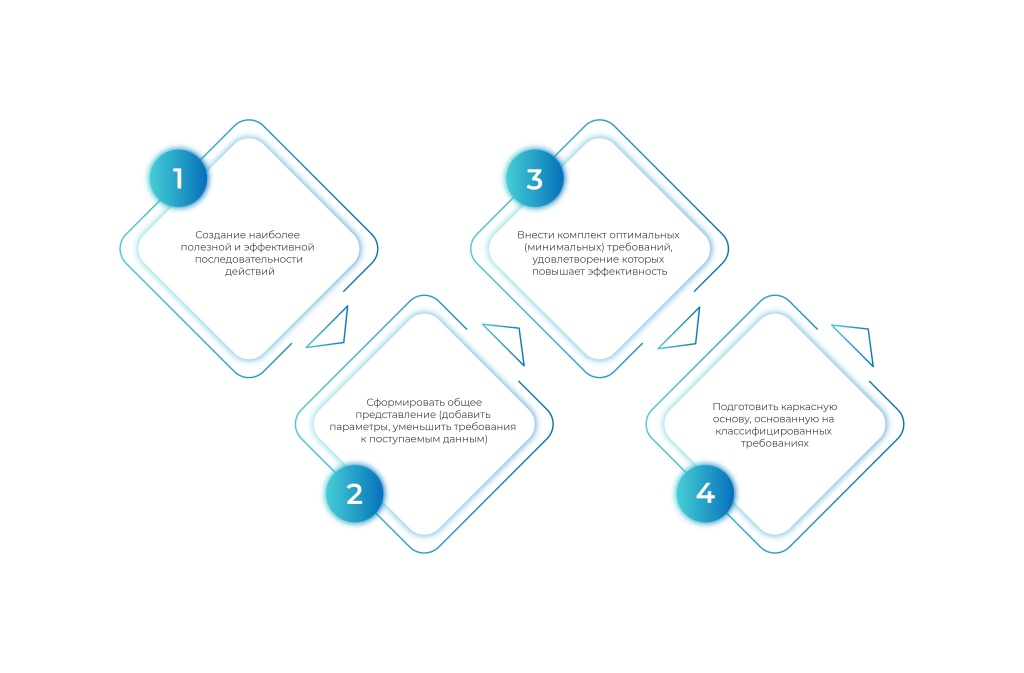 1
Создание наиболее
полезной и эффективной
последовательности
действий
2
Сформировать общее
представление (добавить
параметры, уменьшить требования
к поступаемым данным)
3
Внести комплект оптимальных
(минимальных) требований,
удовлетворение которых
повышает эффективность
4
Подготовить каркасную
основу, основанную на
классифицированных
требованиях